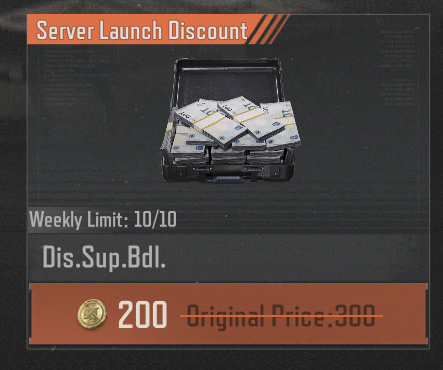 Server Launch Discount
Weekly Limit: 10/10
Dis.Sup.Bdl.
200 Original Price:300